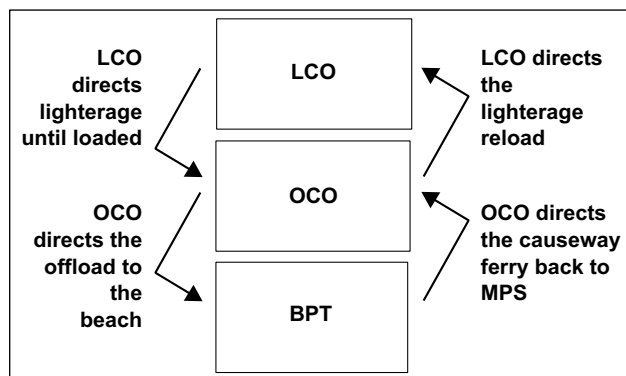 LCO
directs
lighterage
until loaded
LCO
LCO directs
the
lighterage
reload
OCO
directs the
offload to
the
beach
OCO
OCO directs
the causeway
ferry back to
MPS
BPT